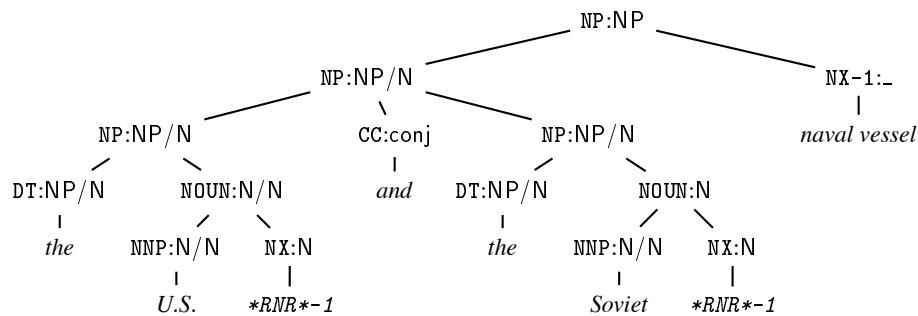 NP:NP
NP:NP/N NX-1:_
NP:NP/N CC:conj NP:NP/N naval vessel
DT:NP/N NOUN:N/N and DT:NP/N NOUN:N
the NNP:N/N NX:N the NNP:N/N NX:N
U.S. *RNR*-1 Soviet *RNR*-1